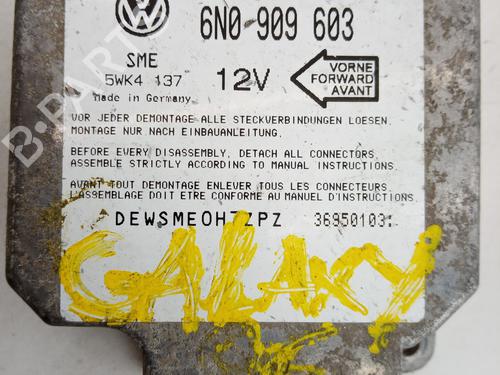 6N0 909 603
SME
5WK4 137
12V
made in Germany
VORNE
FORWARD
AVANT
VOR JEDER DEMONTAGE ALLE STECKVERBINDUNGEN LOESEN.
MONTAGE NUR NACH EINBAUANLEITUNG.
BEFORE EVERY DISASSEMBLY, DETACH ALL CONNECTORS.
ASSEMBLE STRICTLY ACCORDING TO MANUAL INSTRUCTIONS.
AVANT TOUT DEMONTAGE ENLEVER TOUS LES CONNECTEURS.
L'ASSEMBLAGE DOIT ETRE CONFORME AU MANUEL D'INSTRUCTIONS.
DEWSME0H7ZPZ 36950103
GALAXY
B-PARTS